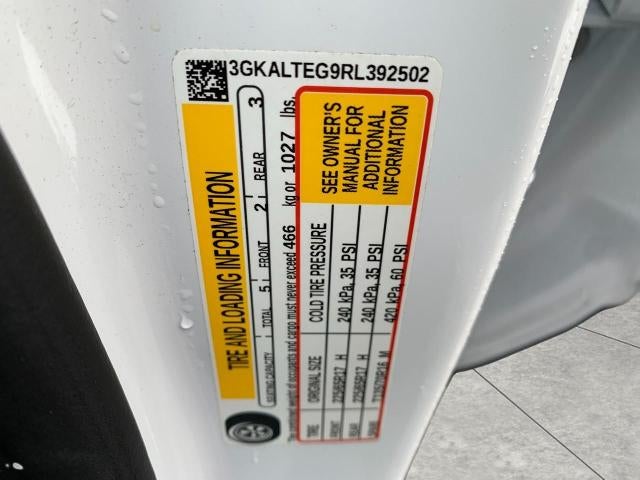 3GKALTEG9RL392502
TIRE AND LOADING INFORMATION
SEATING CAPACITY TOTAL 5 FRONT 2 REAR 3
The combined weight of occupants and cargo must never exceed 466 kg or 1027 lbs.
TIRE ORIGINAL SIZE COLD TIRE PRESSURE
FRONT 225/65R17 H 240 kPa, 35 PSI
REAR 225/65R17 H 240 kPa, 35 PSI
SPARE T135/70R16 M 420 kPa, 60 PSI
SEE OWNER'S
MANUAL FOR
ADDITIONAL
INFORMATION